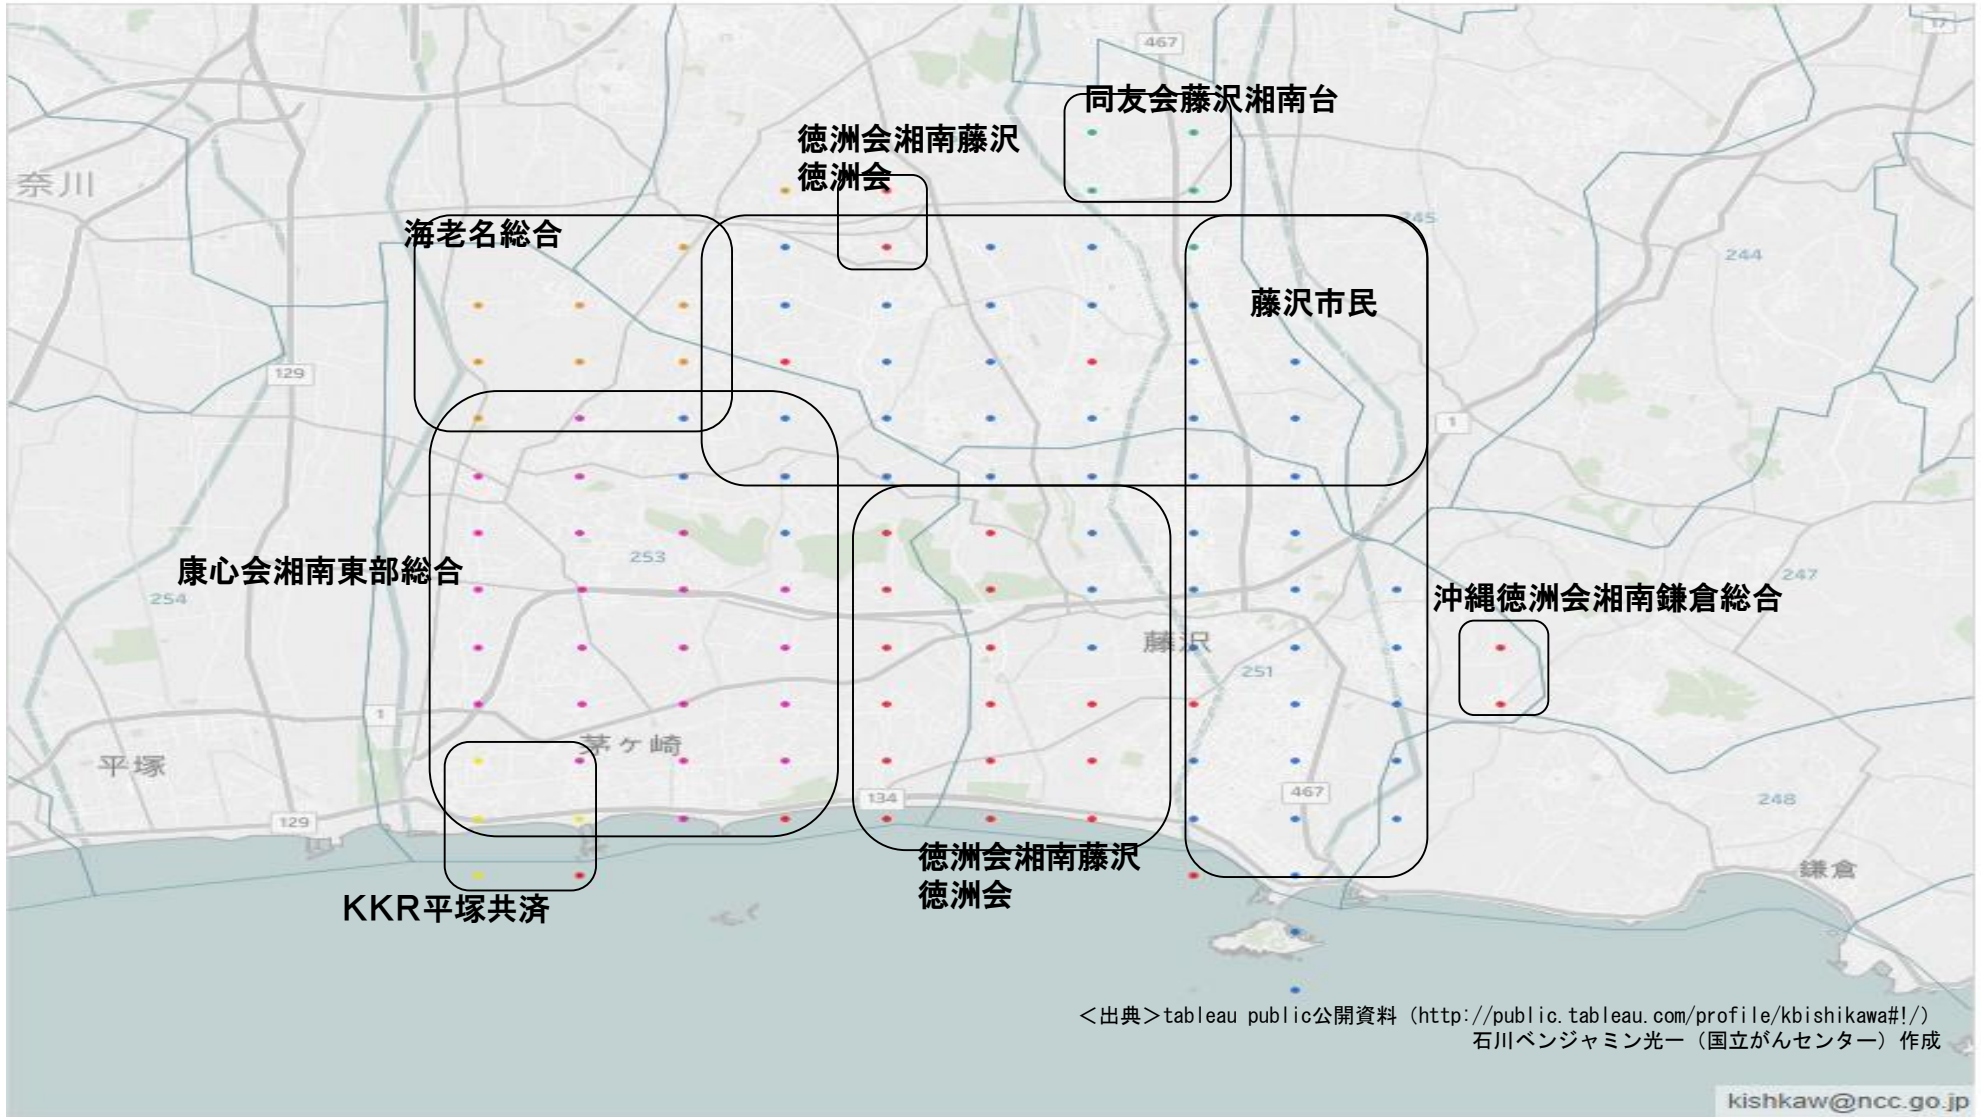 467
17
同友会藤沢湘南台
徳洲会湘南藤沢
徳洲会
奈川
海老名総合
245
244
藤沢市民
129
1
253
康心会湘南東部総合
254
247
沖縄徳洲会湘南鎌倉総合
藤沢
251
1
茅ヶ崎
平塚
134
467
248
129
徳洲会湘南藤沢
徳洲会
鎌倉
KKR平塚共済
<出典>tableau public公開資料（http://public.tableau.com/profile/kbishikawa#!/）
石川ベンジャミン光一（国立がんセンター）作成
kishkaw@ncc.go.jp